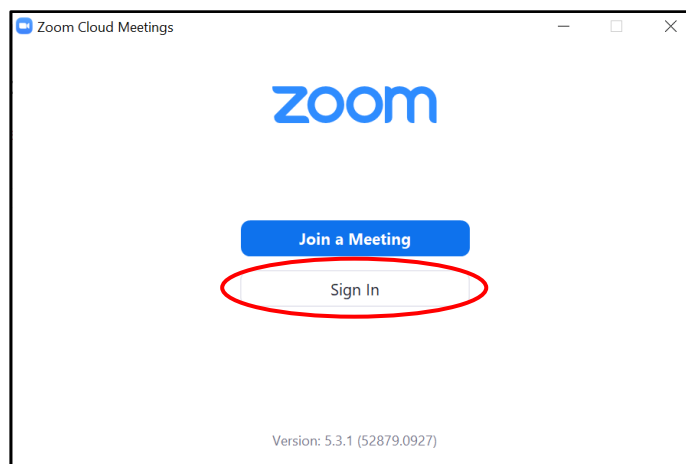 Zoom Cloud Meetings
zoom
Join a Meeting
Sign In
Version: 5.3.1 (52879.0927)